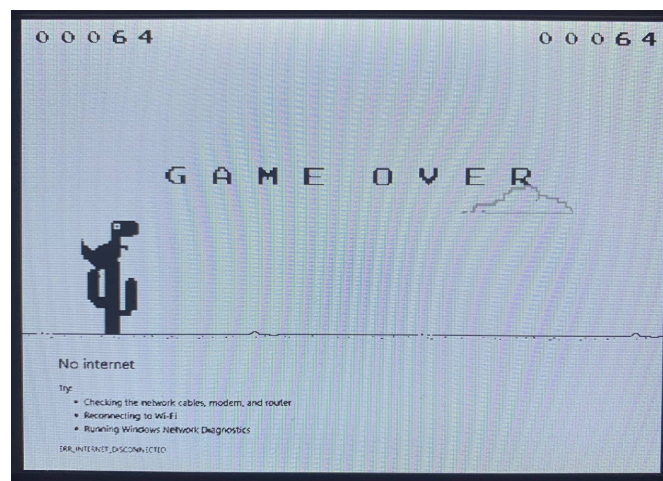 00064 00064
GAME OVER
No internet
Try:
• Checking the network cables, modem, and router
• Reconnecting to Wi-Fi
• Running Windows Network Diagnostics
ERR_INTERNET_DISCONNECTED